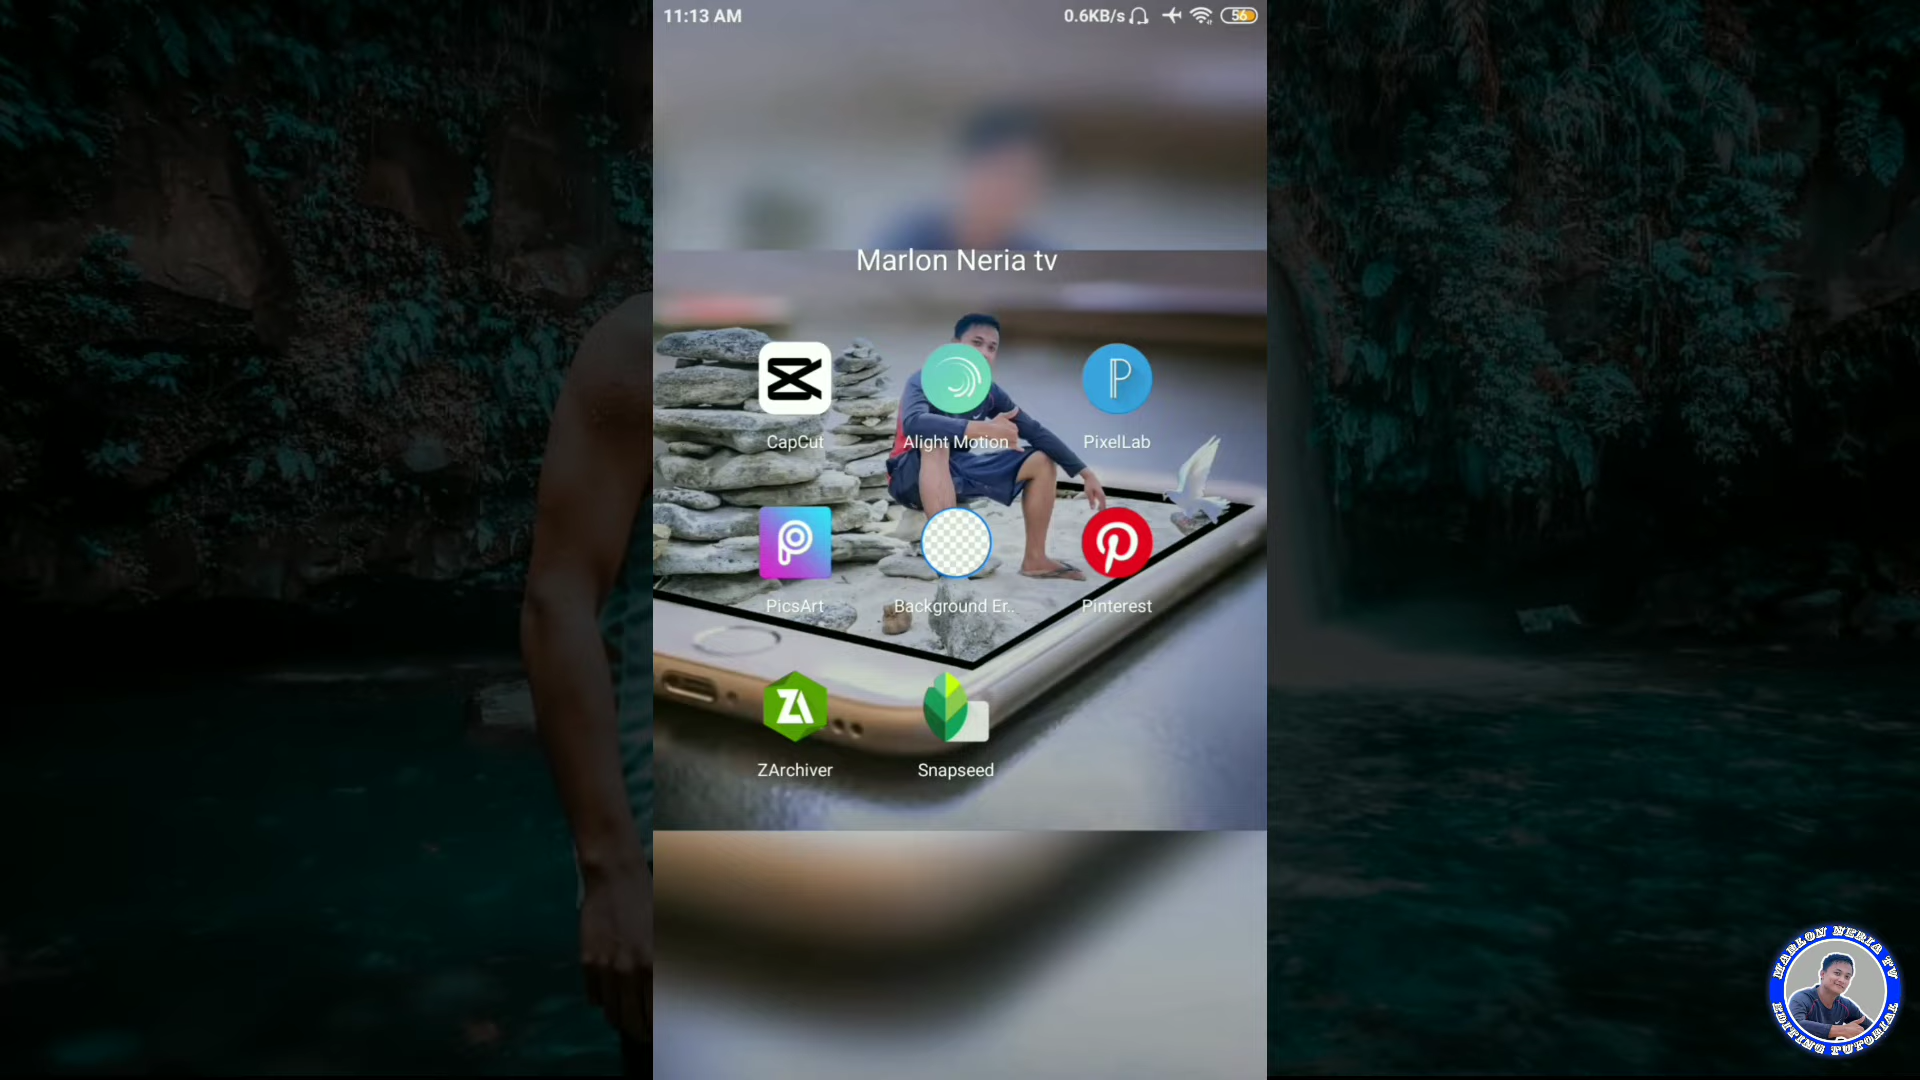 11:13 AM
0.6KB/s
56
Marlon Neria tv
CapCut
Alight Motion
PixelLab
PicsArt
Background Er..
Pinterest
ZArchiver
Snapseed
MARLON NERIA TV
EDITING TUTORIAL